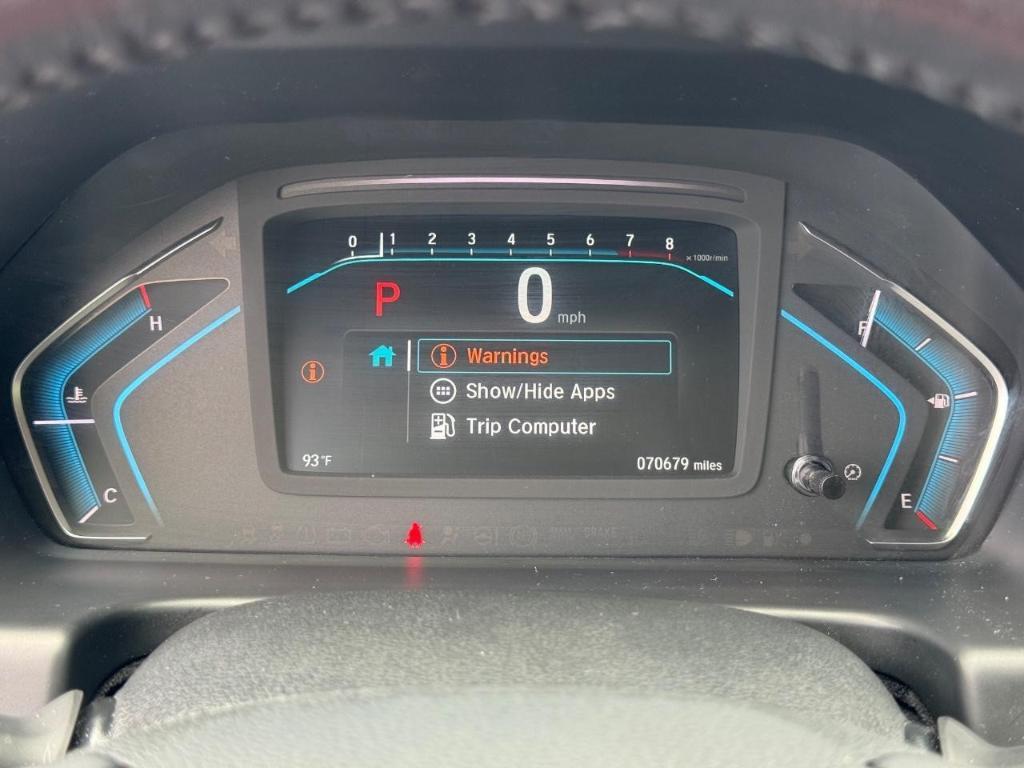 0 1 2 3 4 5 6 7 8
x1000r/min
P 0 mph
H
F
Warnings
Show/Hide Apps
Trip Computer
93°F
070679 miles
C
E